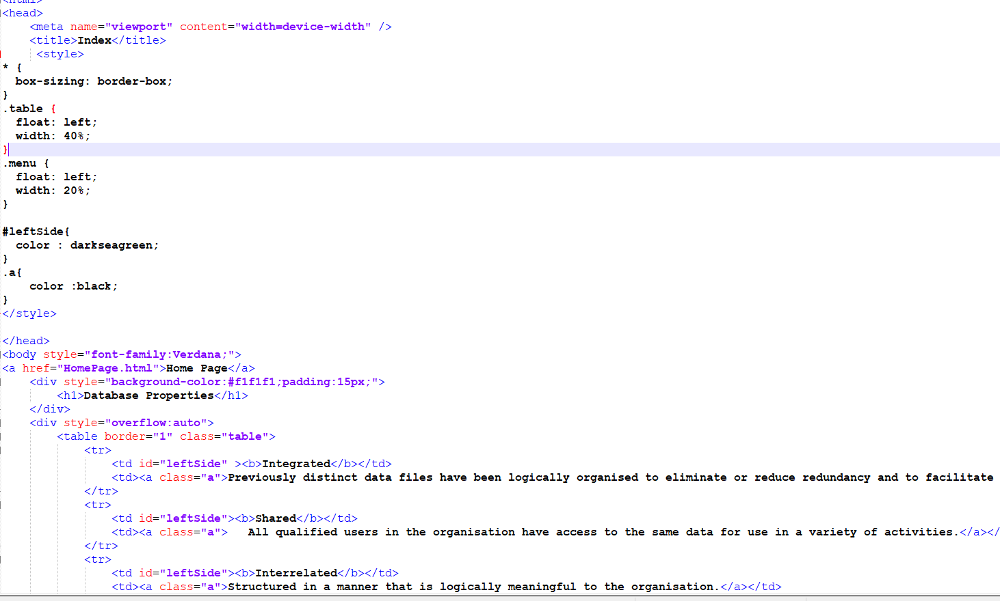 <html>
<head>
    <meta name="viewport" content="width=device-width" />
    <title>Index</title>
     <style>
* {
  box-sizing: border-box;
}
.table {
  float: left;
  width: 40%;
}
.menu {
  float: left;
  width: 20%;
}
#leftSide{
  color : darkseagreen;
}
.a{
    color :black;
}
</style>
</head>
<body style="font-family:Verdana;">
<a href="HomePage.html">Home Page</a>
    <div style="background-color:#f1f1f1;padding:15px;">
        <h1>Database Properties</h1>
    </div>
    <div style="overflow:auto">
        <table border="1" class="table">
            <tr>
                <td id="leftSide" ><b>Integrated</b></td>
                <td><a class="a">Previously distinct data files have been logically organised to eliminate or reduce redundancy and to facilitate
            </tr>
            <tr>
                <td id="leftSide"><b>Shared</b></td>
                <td><a class="a">   All qualified users in the organisation have access to the same data for use in a variety of activities.</a></
            </tr>
            <tr>
                <td id="leftSide"><b>Interrelated</b></td>
                <td><a class="a">Structured in a manner that is logically meaningful to the organisation.</a></td>